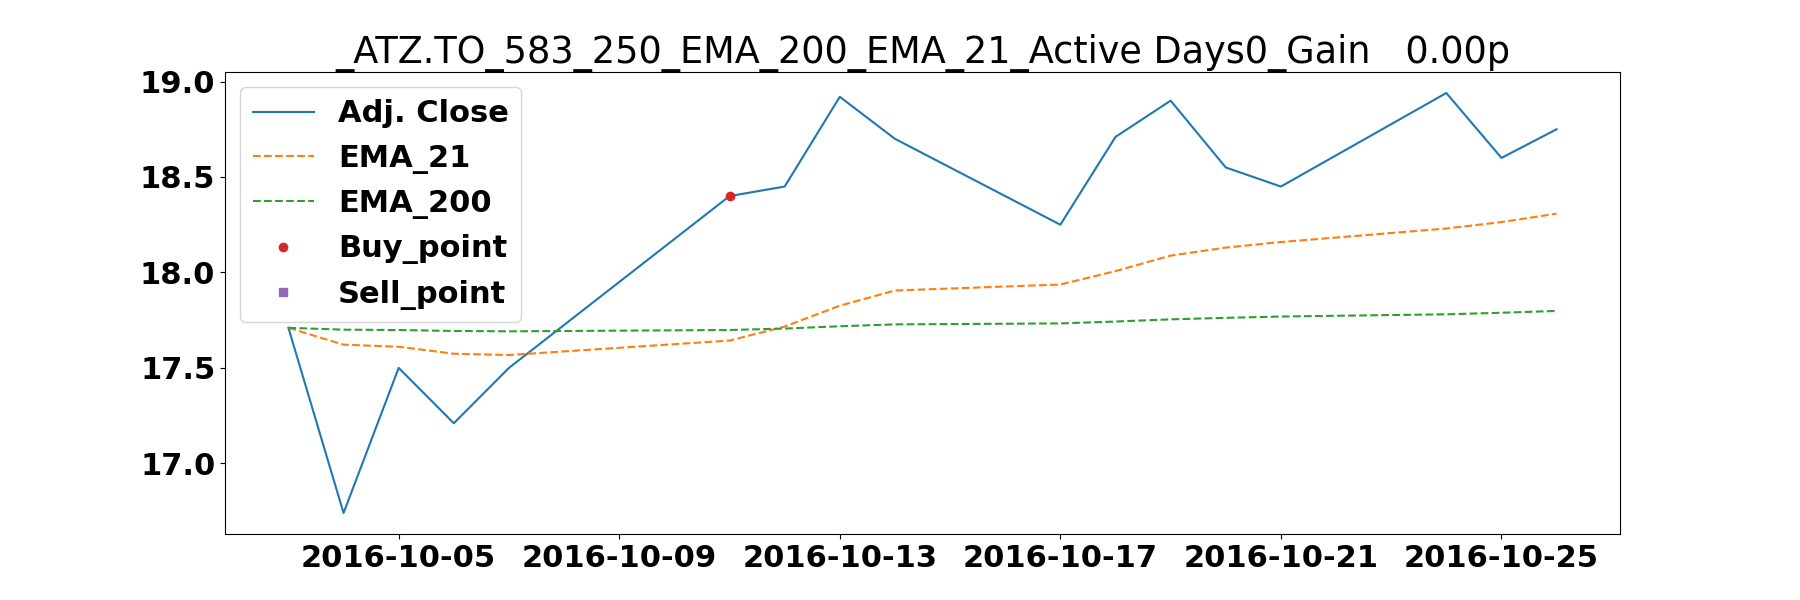 _ATZ.TO_583_250_EMA_200_EMA_21_Active Days0_Gain   0.00p
19.0
18.5
18.0
17.5
17.0
Adj. Close
EMA_21
EMA_200
Buy_point
Sell_point
2016-10-05 2016-10-09 2016-10-13 2016-10-17 2016-10-21 2016-10-25